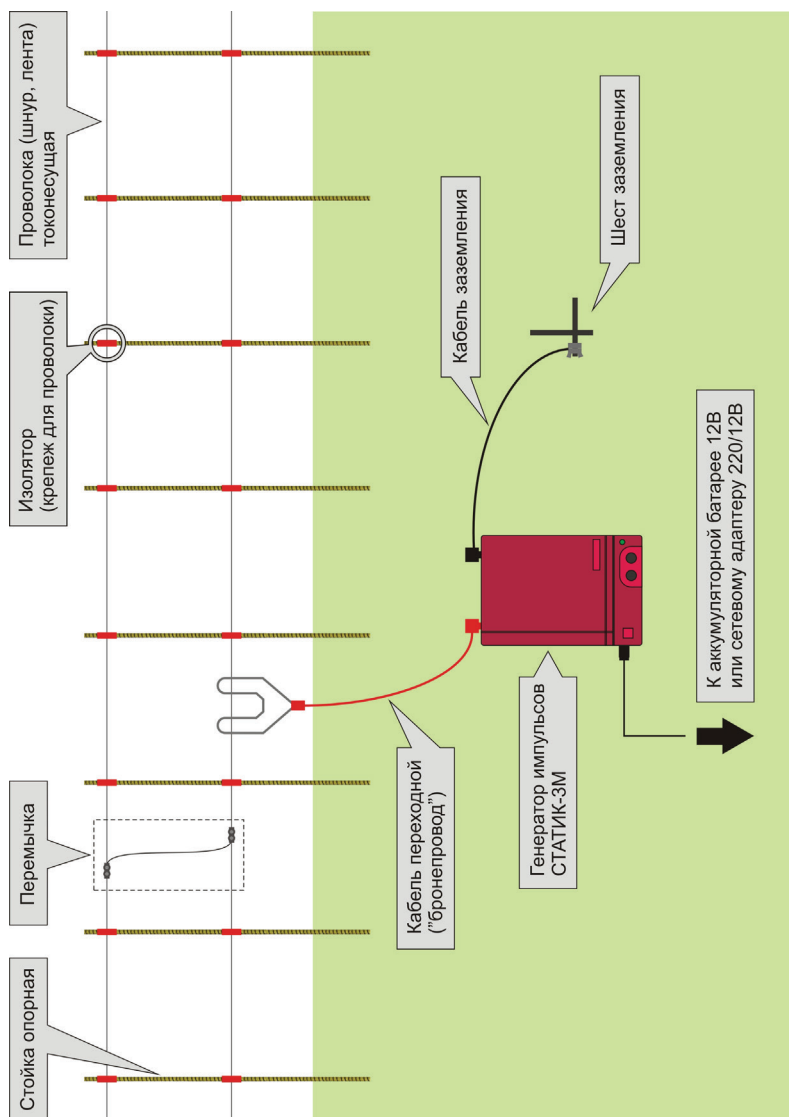 Стойка опорная
Перемычка
Изолятор
(крепеж для проволоки)
Проволока (шнур, лента)
токонесущая
Кабель переходной
("бронепровод")
Генератор импульсов
СТАТИК-3М
Кабель заземления
Шест заземления
К аккумуляторной батарее 12В
или сетевому адаптеру 220/12В